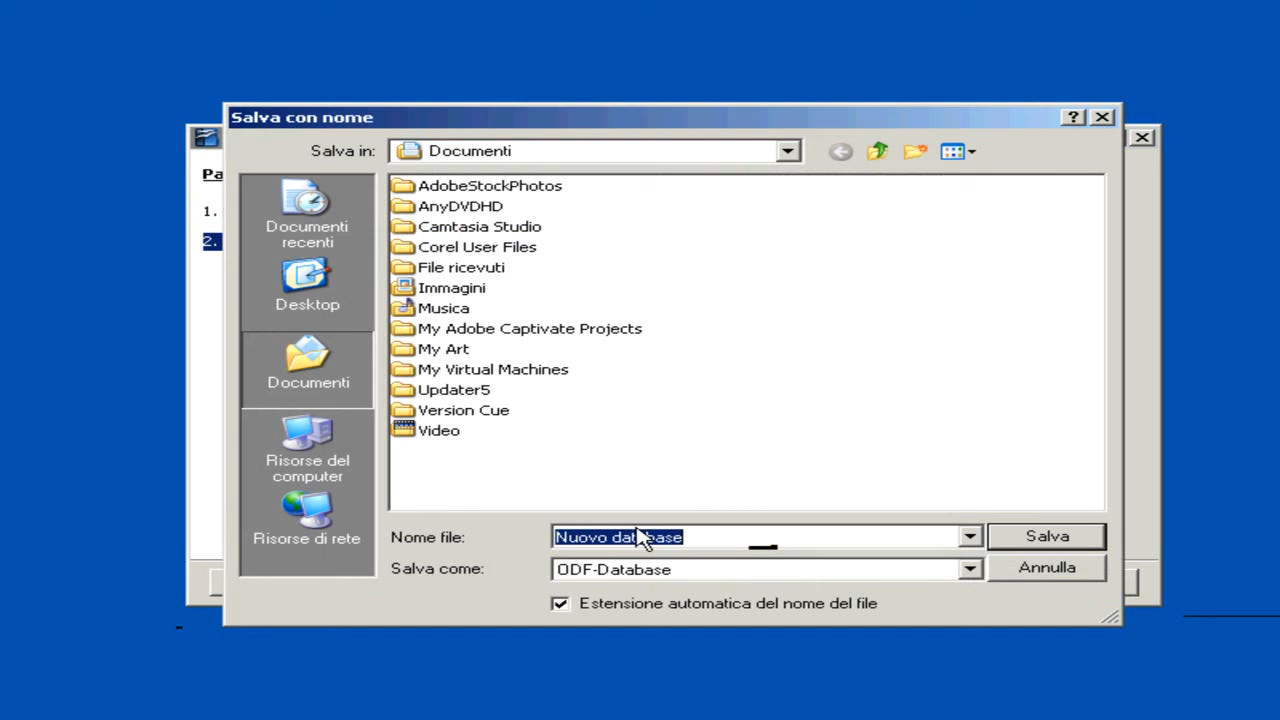 Salva con nome
Salva in: Documenti
Pa
1.
2.
Documenti
recenti
Desktop
Documenti
Risorse del
computer
Risorse di rete
AdobeStockPhotos
AnyDVDHD
Camtasia Studio
Corel User Files
File ricevuti
Immagini
Musica
My Adobe Captivate Projects
My Art
My Virtual Machines
Updater5
Version Cue
Video
Nome file: Nuovo database Salva
Salva come: ODF-Database Annulla
Estensione automatica del nome del file